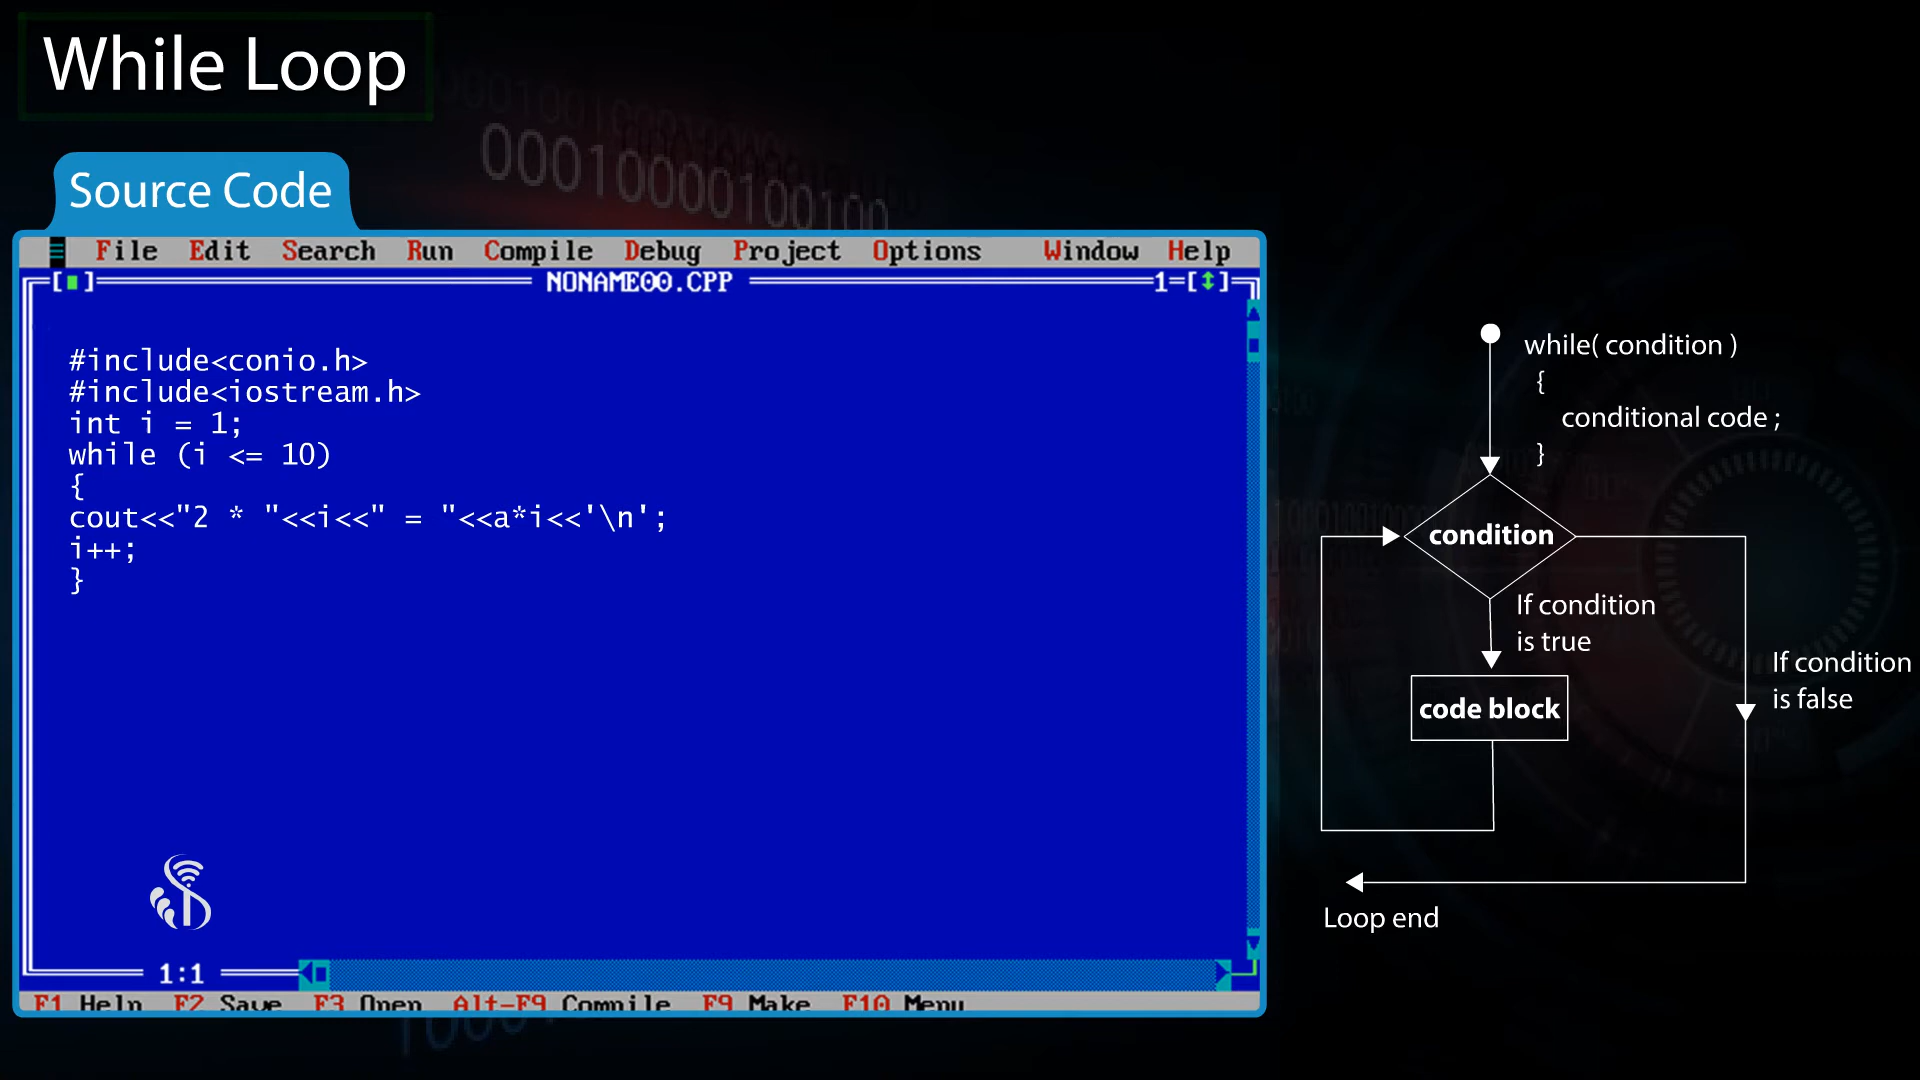 While Loop
000100000100100
Source Code
File Edit Search Run Compile Debug Project Options Window Help
[ ] NONAME00.CPP 1=[↕]
#include<conio.h>
#include<iostream.h>
int i = 1;
while (i <= 10)
{
cout<<"2 * "<<i<<" = "<<a*i<<'\n';
i++;
}
1:1
F1 Help F2 Save F3 Open Alt-F9 Compile F9 Make F10 Menu
while( condition )
{
conditional code ;
}
condition
If condition
is true
code block
If condition
is false
Loop end